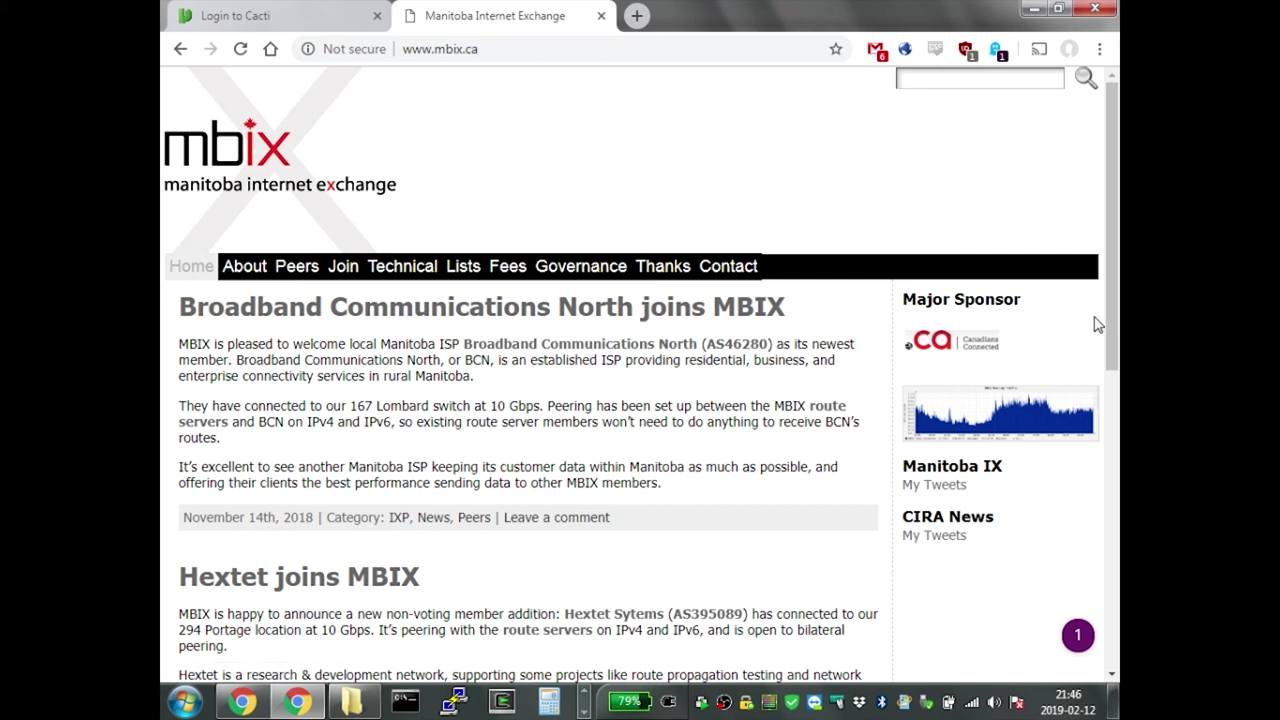 Login to Cacti
Manitoba Internet Exchange
Not secure | www.mbix.ca
6
1
1
mbix
manitoba internet exchange
Home About Peers Join Technical Lists Fees Governance Thanks Contact
Broadband Communications North joins MBIX
MBIX is pleased to welcome local Manitoba ISP Broadband Communications North (AS46280) as its newest
member. Broadband Communications North, or BCN, is an established ISP providing residential, business, and
enterprise connectivity services in rural Manitoba.
They have connected to our 167 Lombard switch at 10 Gbps. Peering has been set up between the MBIX route
servers and BCN on IPv4 and IPv6, so existing route server members won't need to do anything to receive BCN's
routes.
It's excellent to see another Manitoba ISP keeping its customer data within Manitoba as much as possible, and
offering their clients the best performance sending data to other MBIX members.
November 14th, 2018 | Category: IXP, News, Peers | Leave a comment
Hextet joins MBIX
MBIX is happy to announce a new non-voting member addition: Hextet Sytems (AS395089) has connected to our
294 Portage location at 10 Gbps. It's peering with the route servers on IPv4 and IPv6, and is open to bilateral
peering.
Hextet is a research & development network, supporting some projects like route propagation testing and network
Major Sponsor
Canadians
Connected
Manitoba IX
My Tweets
CIRA News
My Tweets
1
79%
21:46
2019-02-12